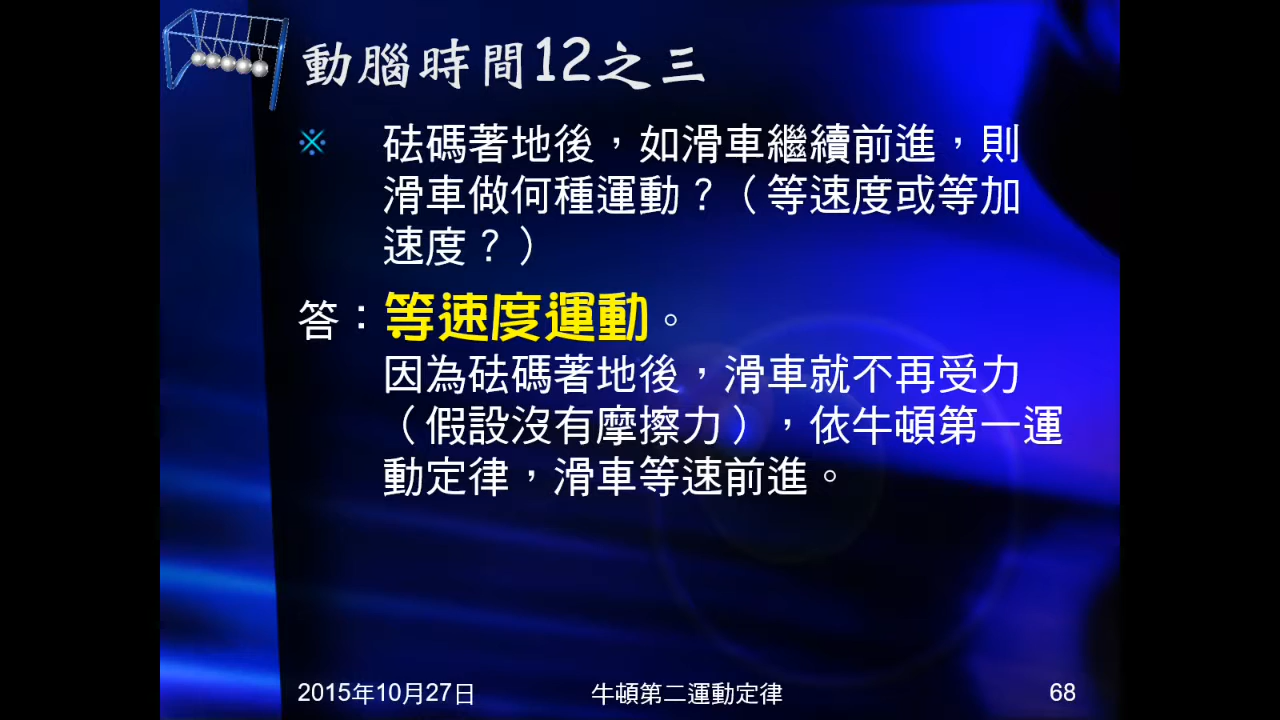 動腦時間12之三
※ 砝碼著地後，如滑車繼續前進，則
滑車做何種運動？（等速度或等加
速度？）
答：等速度運動。
因為砝碼著地後，滑車就不再受力
（假設沒有摩擦力），依牛頓第一運
動定律，滑車等速前進。
2015年10月27日 牛頓第二運動定律 68